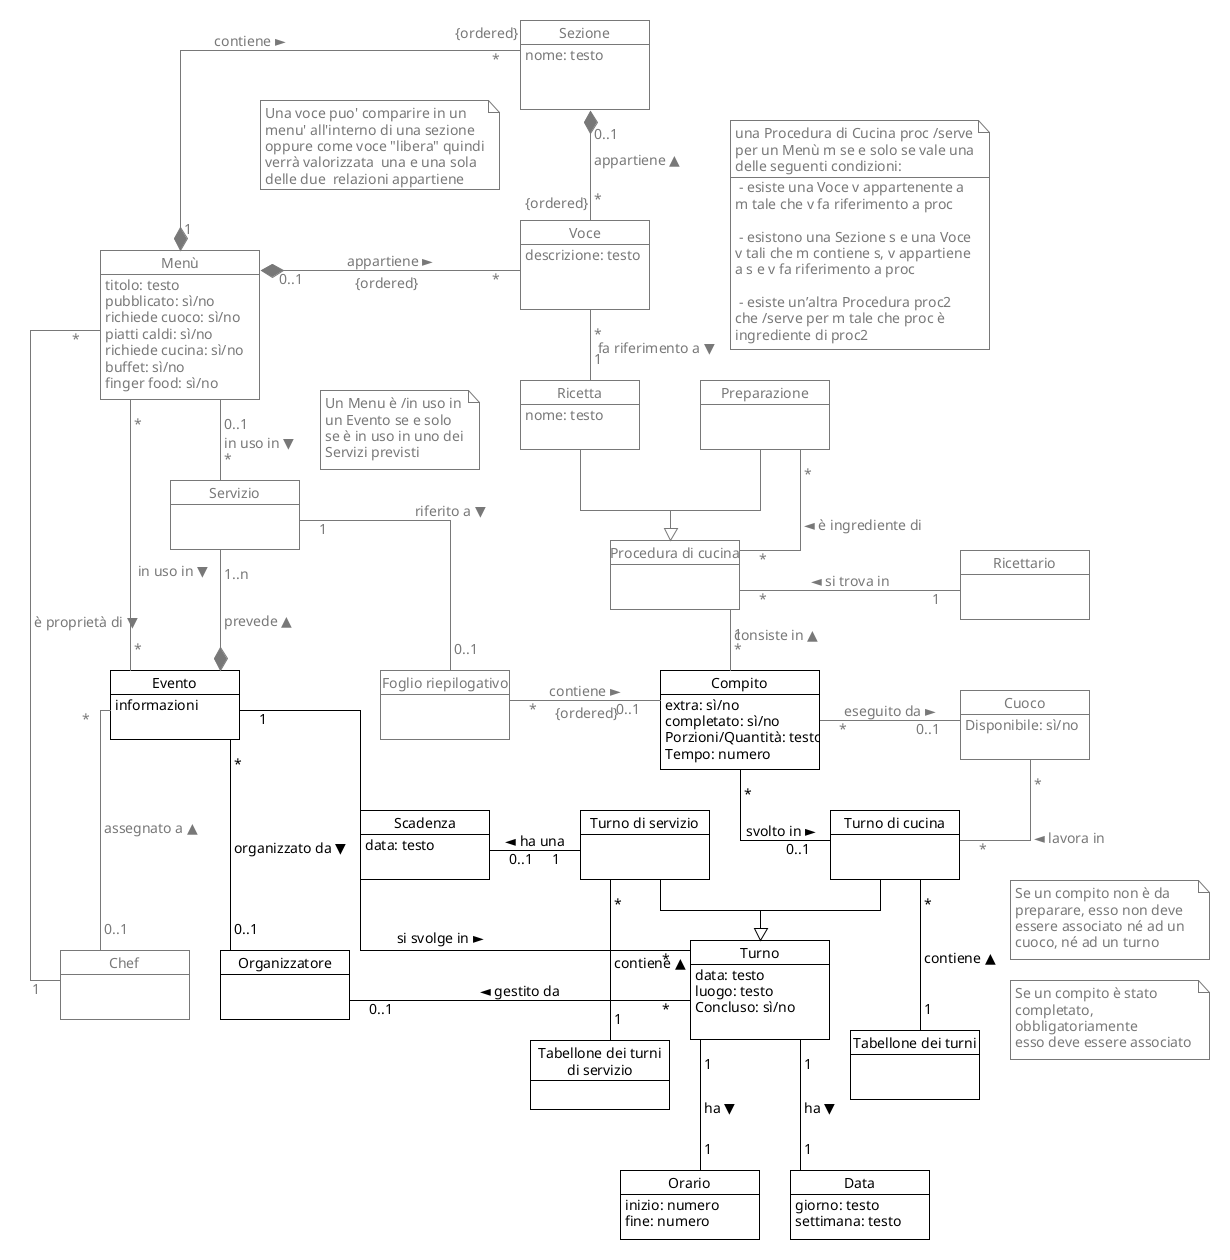 contiene ►
{ordered}
*
Sezione
nome: testo
Una voce puo' comparire in un
menu' all'interno di una sezione
oppure come voce "libera" quindi
verrà valorizzata una e una sola
delle due relazioni appartiene
0..1
appartiene ▲
*
{ordered}
una Procedura di Cucina proc /serve
per un Menù m se e solo se vale una
delle seguenti condizioni:
- esiste una Voce v appartenente a
m tale che v fa riferimento a proc
- esistono una Sezione s e una Voce
v tali che m contiene s, v appartiene
a s e v fa riferimento a proc
- esiste un'altra Procedura proc2
che /serve per m tale che proc è
ingrediente di proc2
1
Menù
titolo: testo
pubblicato: sì/no
richiede cuoco: sì/no
piatti caldi: sì/no
richiede cucina: sì/no
buffet: sì/no
finger food: sì/no
appartiene ►
0..1
{ordered}
*
Voce
descrizione: testo
*
fa riferimento a ▼
1
*
Ricetta
nome: testo
Preparazione
*
0..1
in uso in ▼
*
Un Menu è /in uso in
un Evento se e solo
se è in uso in uno dei
Servizi previsti
*
◄ è ingrediente di
*
Servizio
riferito a ▼
1
0..1
Procedura di cucina
◄ si trova in
*
1
Ricettario
in uso in ▼
*
1..n
prevede ▲
è proprietà di ▼
1
consiste in ▲
*
Evento
informazioni
*
1
Foglio riepilogativo
contiene ►
*
{ordered}
0..1
Compito
extra: sì/no
completato: sì/no
Porzioni/Quantità: testo
Tempo: numero
eseguito da ►
*
0..1
Cuoco
Disponibile: sì/no
*
◄ lavora in
*
*
organizzato da ▼
0..1
assegnato a ▲
0..1
Scadenza
data: testo
◄ ha una
0..1
1
Turno di servizio
*
svolto in ►
0..1
Turno di cucina
Se un compito non è da
preparare, esso non deve
essere associato né ad un
cuoco, né ad un turno
Se un compito è stato
completato,
obbligatoriamente
esso deve essere associato
Chef
1
Organizzatore
si svolge in ►
*
◄ gestito da
0..1
*
*
contiene ▲
1
Turno
data: testo
luogo: testo
Concluso: sì/no
*
contiene ▲
1
Tabellone dei turni
di servizio
Tabellone dei turni
1
ha ▼
1
1
ha ▼
1
Orario
inizio: numero
fine: numero
Data
giorno: testo
settimana: testo